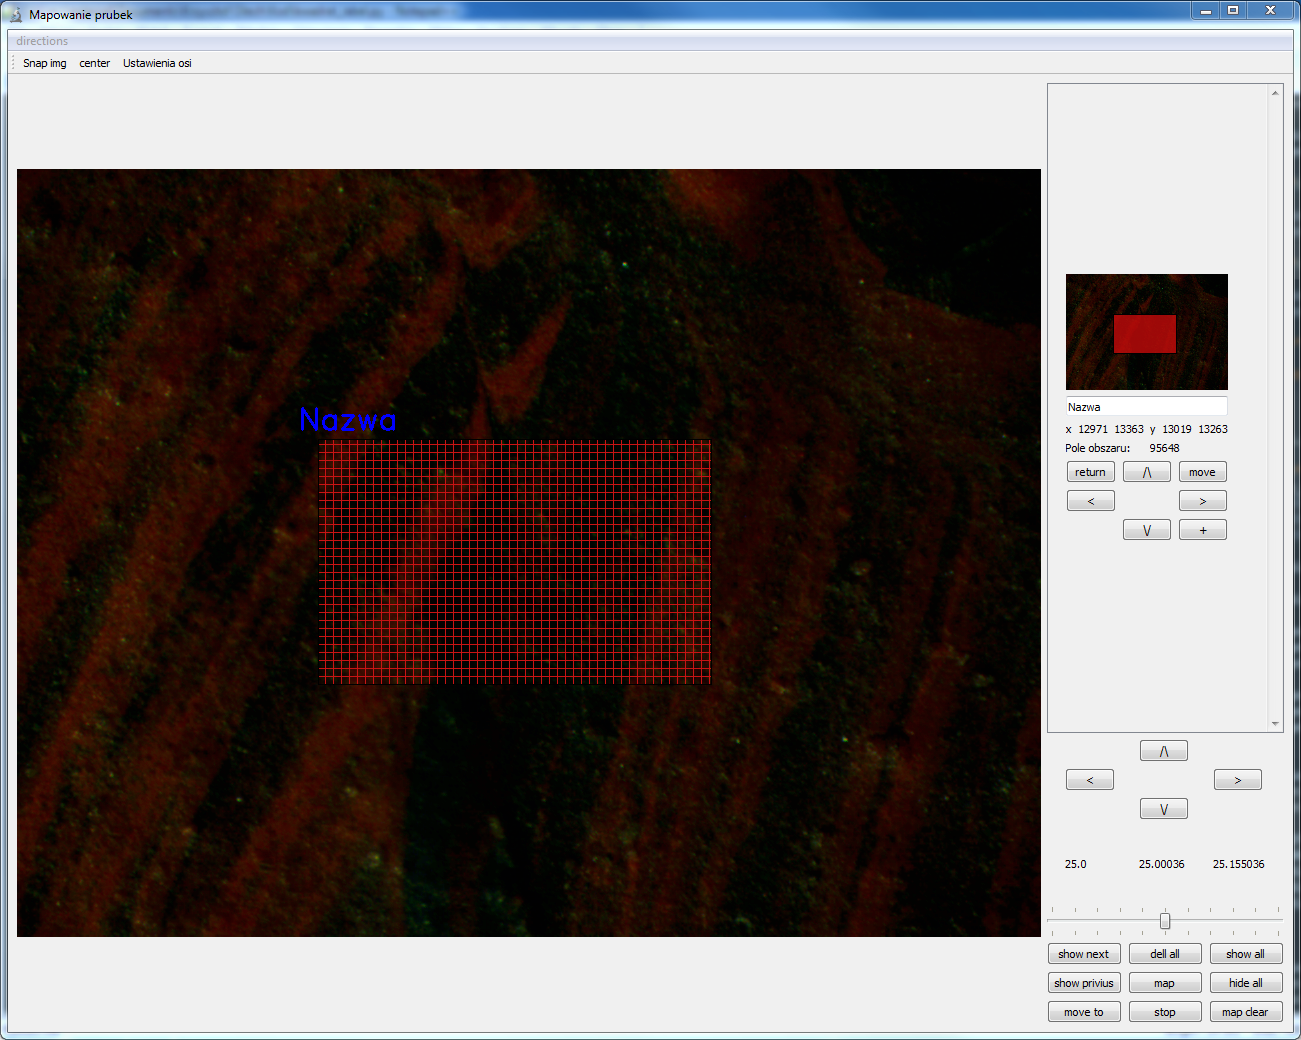 Mapowanie prubek
directions
Snap img center Ustawienia osi
Nazwa
Nazwa
x 12971 13363 y 13019 13263
Pole obszaru: 95648
return /\ move
< >
\/ +
/\
< >
\/
25.0 25.00036 25.155036
show next dell all show all
show privius map hide all
move to stop map clear